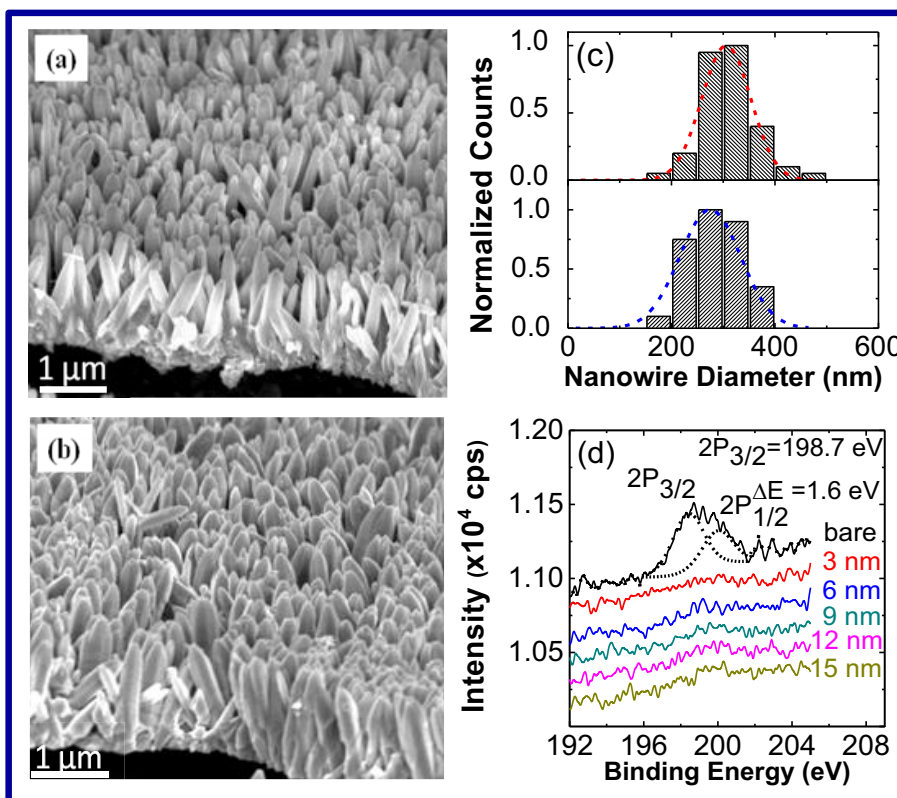 (a)
1 µm
(b)
1 µm
(c)
Normalized Counts
1.0
0.5
0.0
1.0
0.5
0.0
0 200 400 600
Nanowire Diameter (nm)
(d)
Intensity (x10⁴ cps)
1.20
1.15
1.10
1.05
2P₃/₂=198.7 eV
2P₃/₂
ΔE =1.6 eV
2P₁/₂
bare
3 nm
6 nm
9 nm
12 nm
15 nm
192 196 200 204 208
Binding Energy (eV)